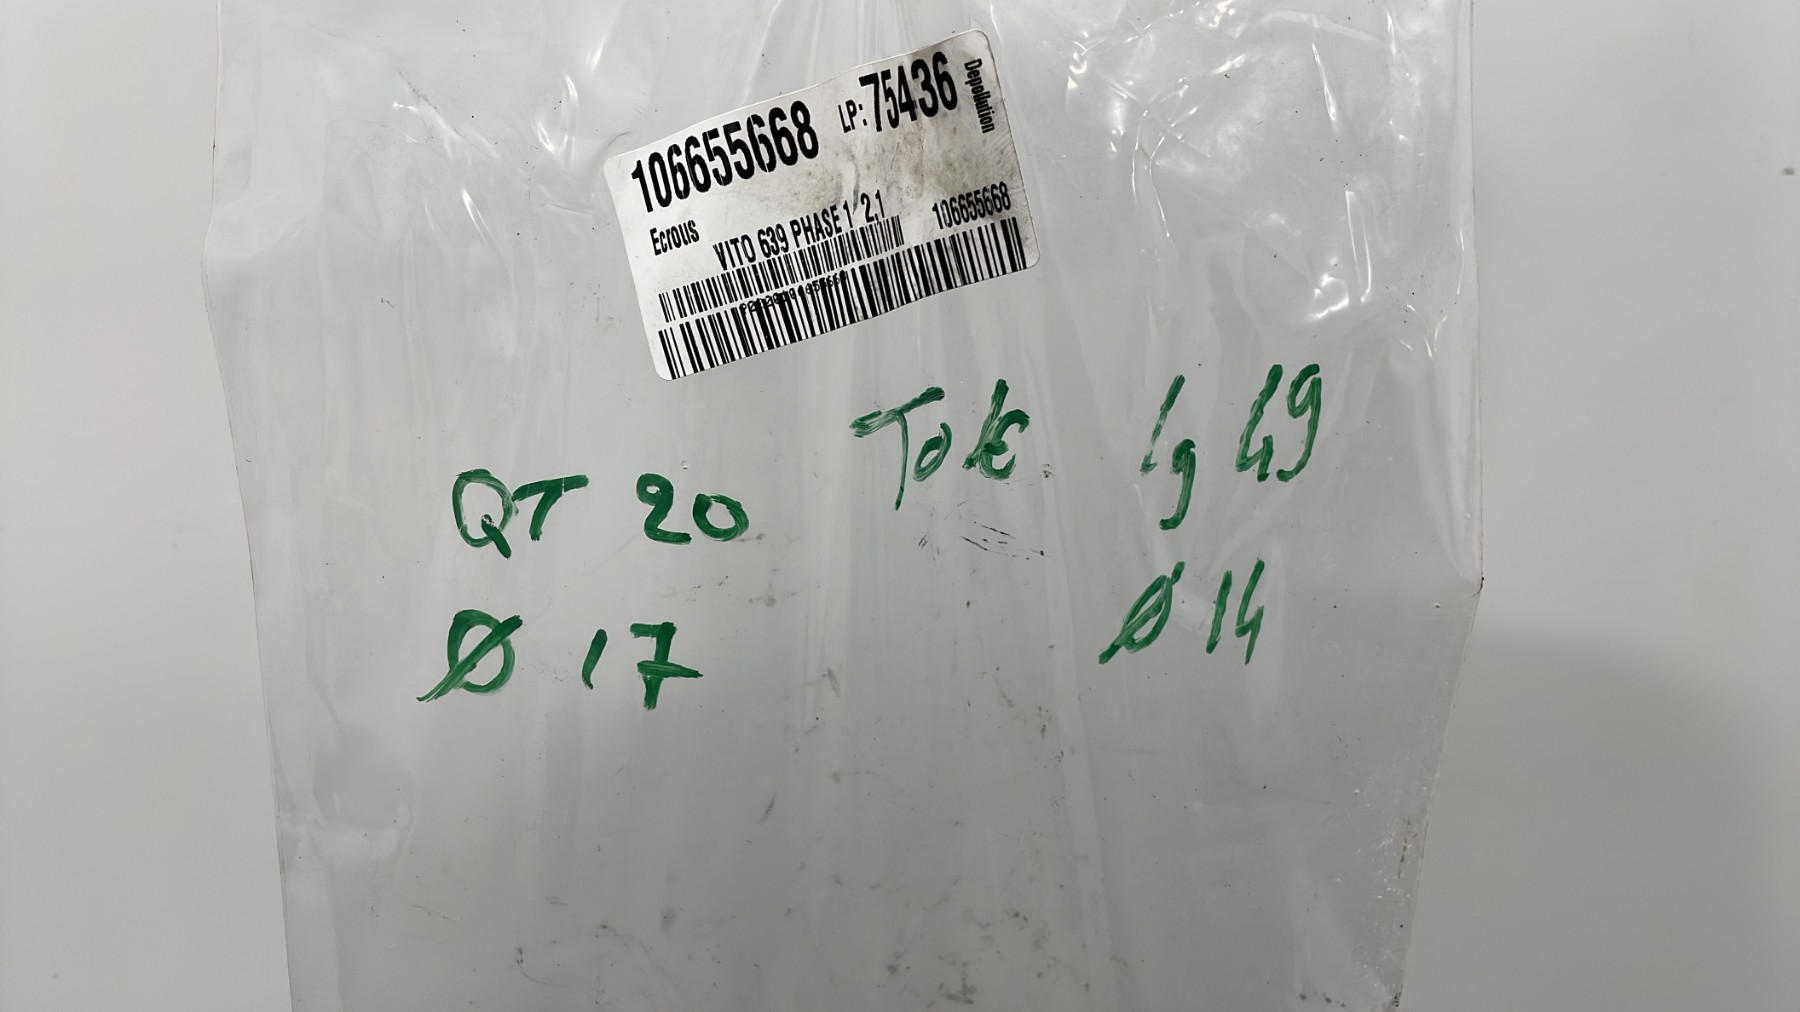 106655668 LP: 75436
Depollution
Ecrous
VITO 639 PHASE 1 2.1
106655668
Tole lg 49
QT 20
Ø 14
Ø 17